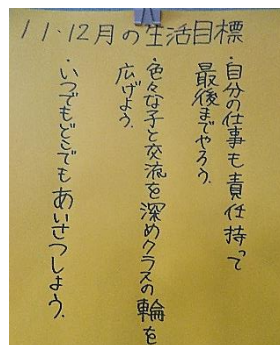 11・12月の生活目標
・自分の仕事も責任持って
最後までやろう.
・色々な子と交流を深めクラスの輪を
広げよう.
・いつでもどこでもあいさつしよう.